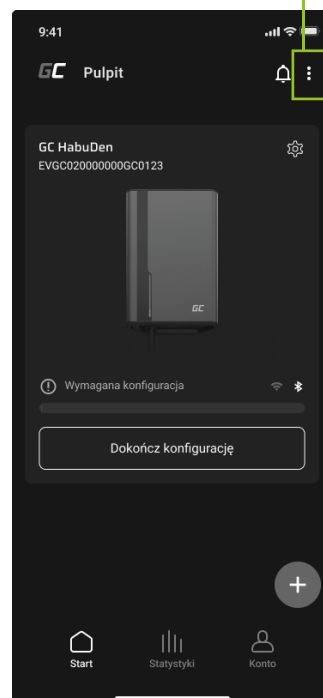 9:41
GC Pulpit
GC HabuDen
EVGC020000000GC0123
GC
Wymagana konfiguracja
Dokończ konfigurację
Start Statystyki Konto